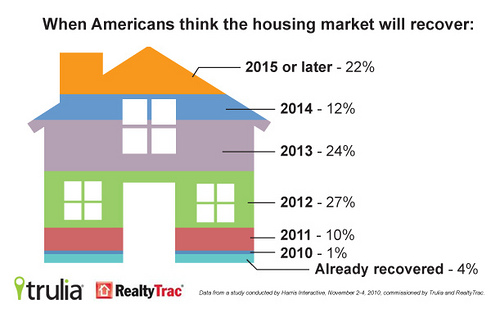 When Americans think the housing market will recover:
2015 or later - 22%
2014 - 12%
2013 - 24%
2012 - 27%
2011 - 10%
2010 - 1%
Already recovered - 4%
trulia
RealtyTrac
Data from a study conducted by Harris Interactive, November 2-4, 2010, commissioned by Trulia and RealtyTrac.